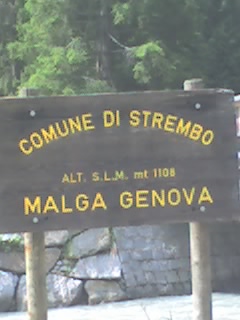 COMUNE DI STREMBO
ALT. S.L.M. mt 1108
MALGA GENOVA